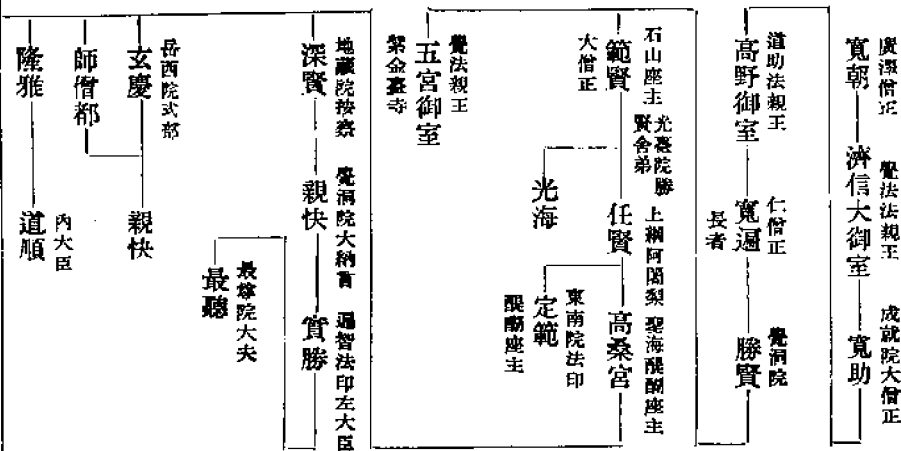 廣澤僧正
寛朝
覺法法親王
濟信大御室
成就院大僧正
寛助
道助法親王
高野御室
仁僧正
寛遍
長者
覺洞院
勝賢
石山座主
範賢
大僧正
光臺院勝
賢舍弟
光海
上綱阿闍梨
任賢
東南院法印
定範
醍醐座主
聖海醍醐座主
高桑宮
覺法親王
五宮御室
紫金臺寺
地藏院按察
深賢
覺洞院大納言
親快
遍智法印左大臣
實勝
最
院大夫
最聽
岳西院式部
玄慶
師僧都
親快
隆雅
內大臣
道順